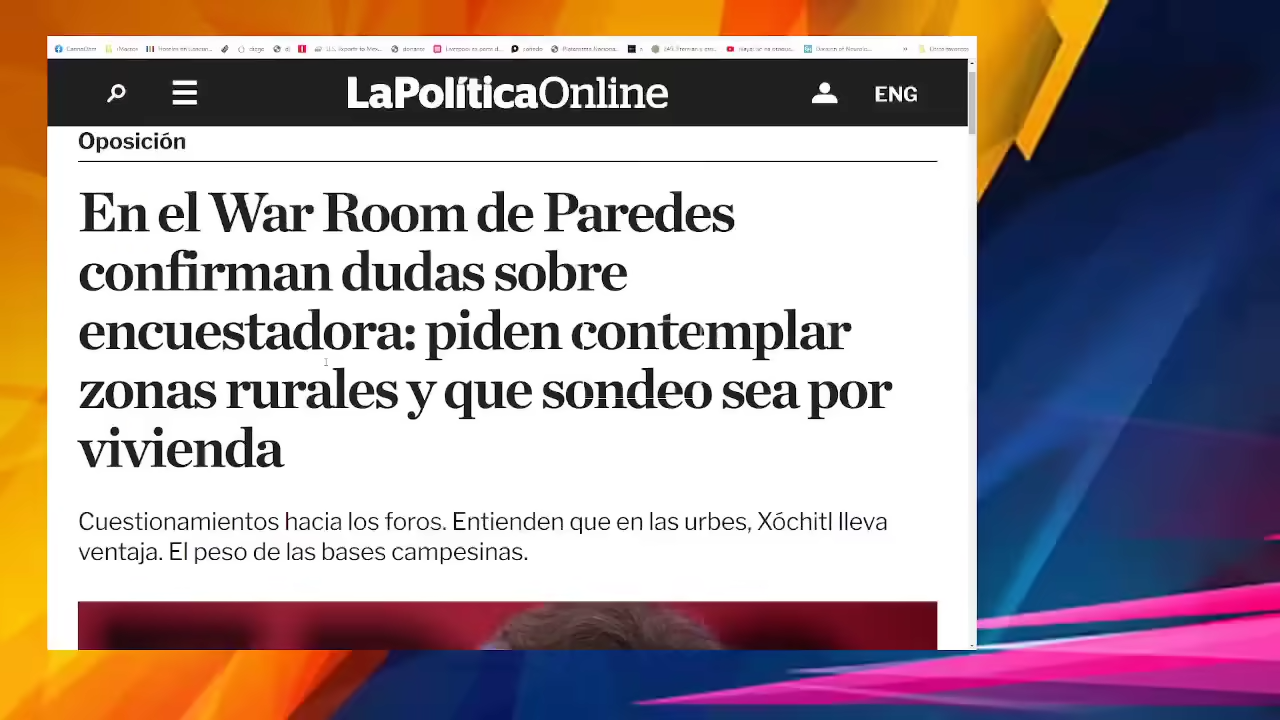 LaPolíticaOnline
ENG
Oposición
En el War Room de Paredes
confirman dudas sobre
encuestadora: piden contemplar
zonas rurales y que sondeo sea por
vivienda
Cuestionamientos hacia los foros. Entienden que en las urbes, Xóchitl lleva
ventaja. El peso de las bases campesinas.